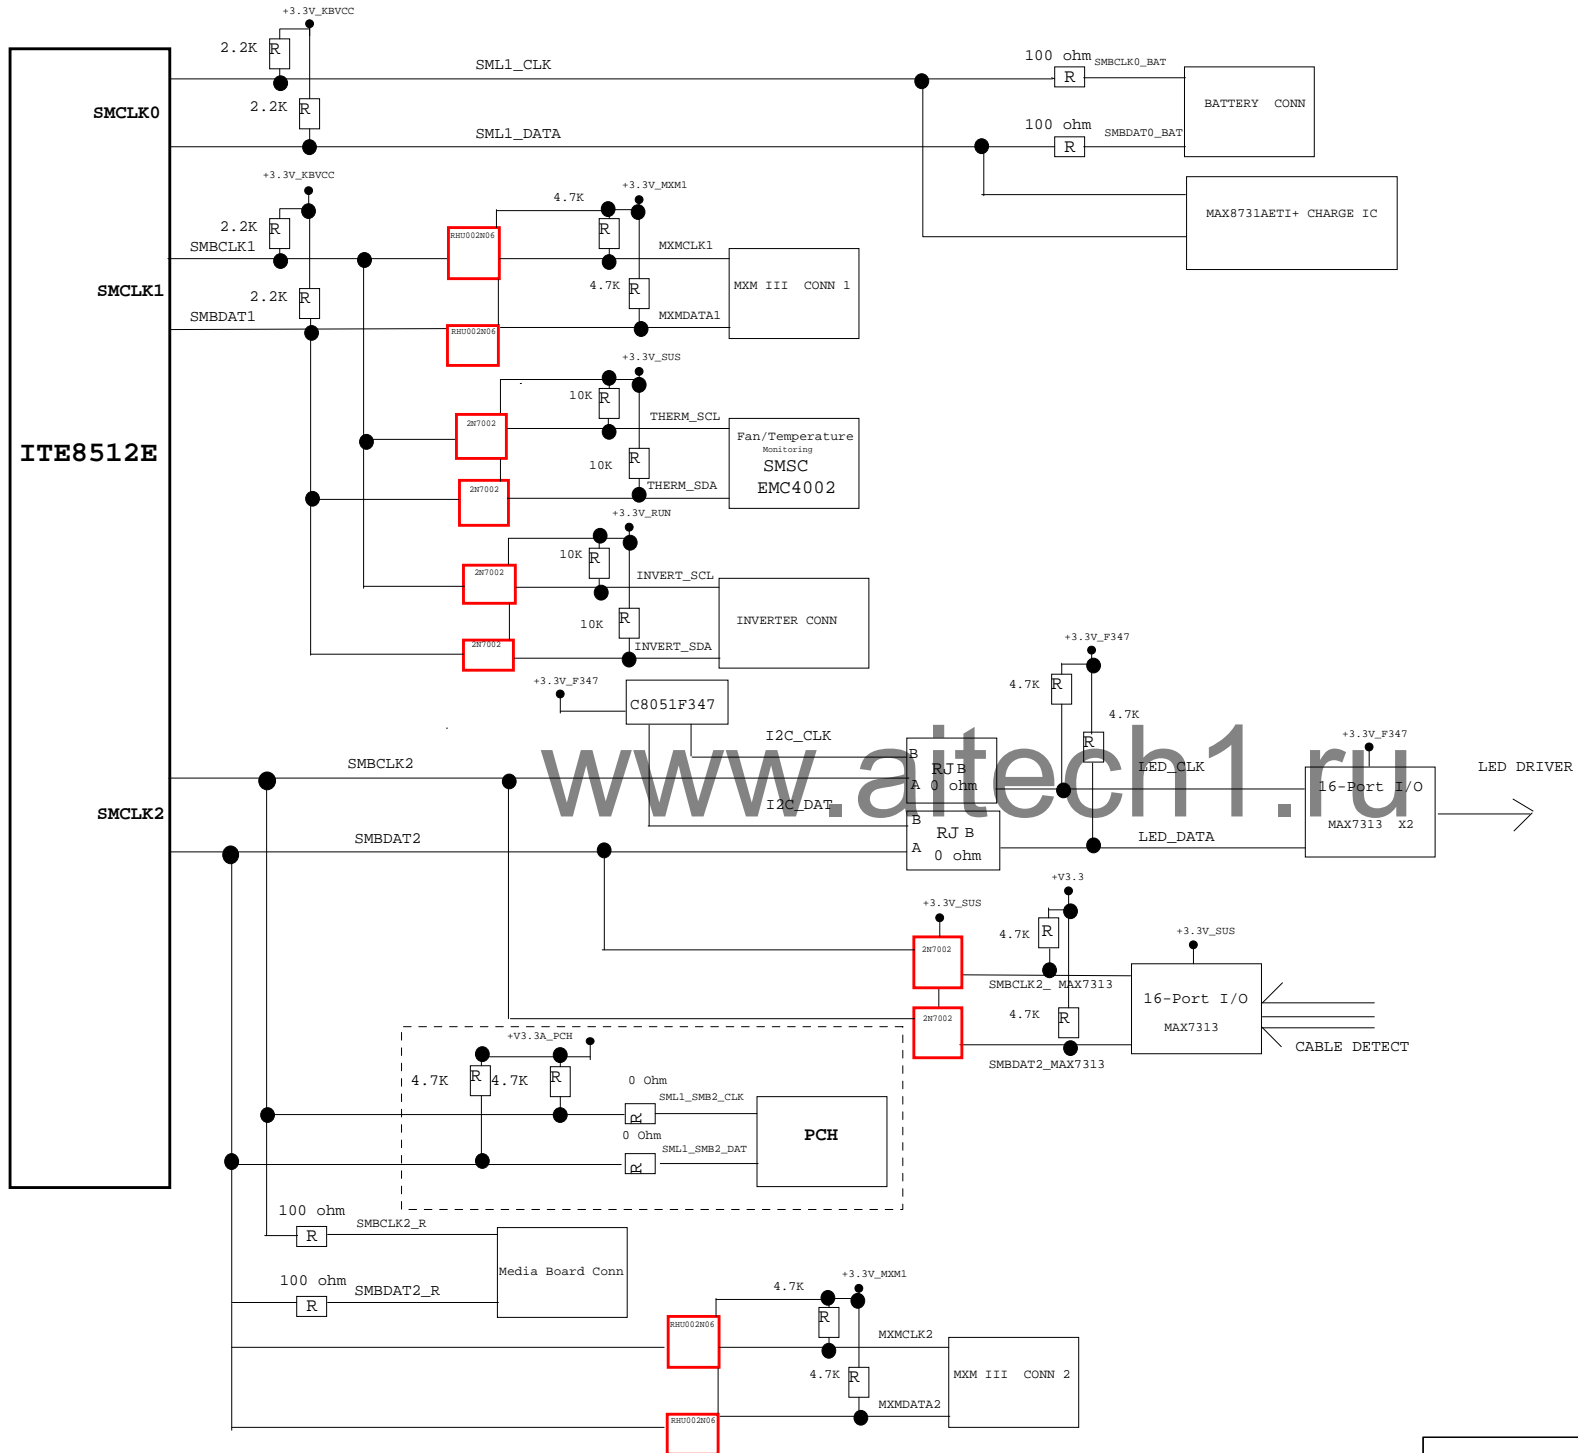 +3.3V_KBVCC
2.2K
R
SML1_CLK
100 ohm
SMBCLK0_BAT
R
BATTERY CONN
SMCLK0
2.2K
R
SML1_DATA
100 ohm
SMBDAT0_BAT
R
+3.3V_KBVCC
2.2K
R
SMBCLK1
4.7K
+3.3V_MXM1
R
RHU002N06
MXMCLK1
MAX8731AETI+ CHARGE IC
SMCLK1
2.2K
R
SMBDAT1
4.7K
R
MXM III CONN 1
RHU002N06
MXMDATA1
+3.3V_SUS
10K
R
2N7002
THERM_SCL
Fan/Temperature
Monitoring
SMSC
EMC4002
ITE8512E
10K
R
2N7002
THERM_SDA
+3.3V_RUN
10K
R
2N7002
INVERT_SCL
10K
R
INVERTER CONN
2N7002
INVERT_SDA
+3.3V_F347
C8051F347
+3.3V_F347
4.7K
R
4.7K
R
I2C_CLK
B
RJB
A
0 ohm
SMBCLK2
www.aitech1.ru
LED_CLK
+3.3V_F347
LED DRIVER
16-Port I/O
MAX7313 X2
SMCLK2
I2C_DAT
B
RJB
A
0 ohm
SMBDAT2
LED_DATA
+V3.3
+3.3V_SUS
4.7K
R
2N7002
+3.3V_SUS
SMBCLK2_ MAX7313
16-Port I/O
MAX7313
4.7K
R
2N7002
SMBDAT2_MAX7313
CABLE DETECT
+V3.3A_PCH
4.7K
R
4.7K
R
0 Ohm
R
SML1_SMB2_CLK
0 Ohm
R
SML1_SMB2_DAT
PCH
100 ohm
R
SMBCLK2_R
Media Board Conn
100 ohm
R
SMBDAT2_R
4.7K
+3.3V_MXM1
R
RHU002N06
MXMCLK2
4.7K
R
MXM III CONN 2
RHU002N06
MXMDATA2